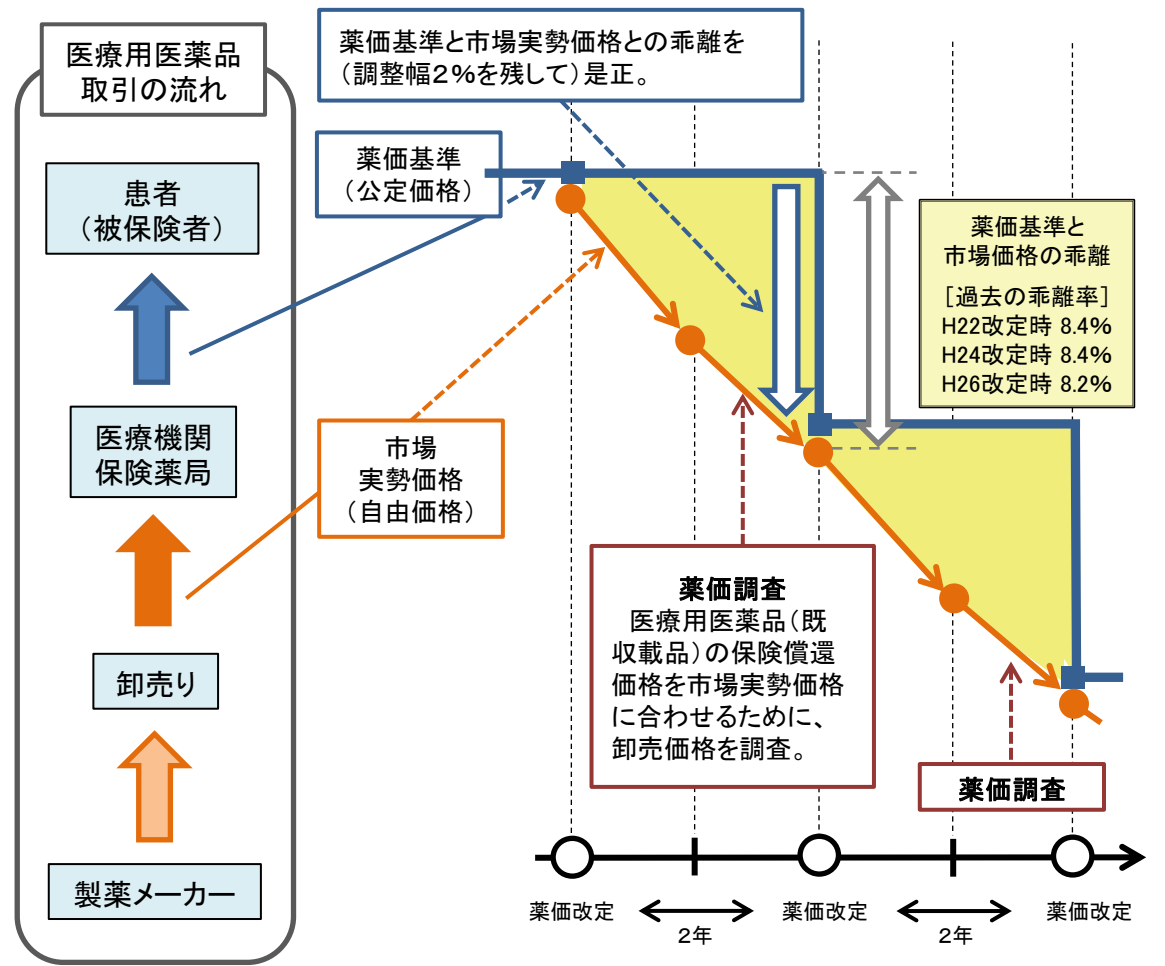 医療用医薬品
取引の流れ
患者
（被保険者）
医療機関
保険薬局
卸売り
製薬メーカー
薬価基準と市場実勢価格との乖離を
（調整幅２％を残して）是正。
薬価基準
（公定価格）
市場
実勢価格
（自由価格）
薬価基準と
市場価格の乖離
［過去の乖離率］
H22改定時 8.4%
H24改定時 8.4%
H26改定時 8.2%
薬価調査
医療用医薬品（既
収載品）の保険償還
価格を市場実勢価格
に合わせるために、
卸売価格を調査。
薬価調査
薬価改定
２年
薬価改定
２年
薬価改定